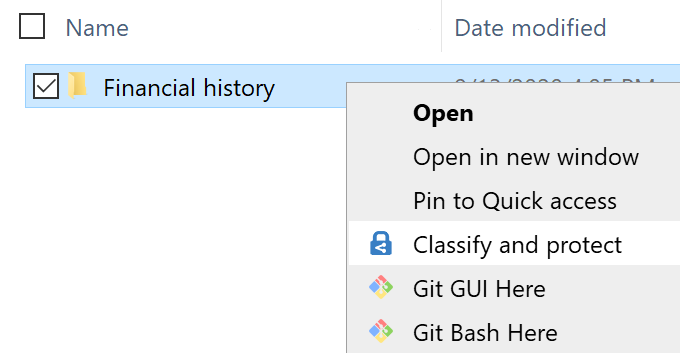 Name
Date modified
Financial history
Open
Open in new window
Pin to Quick access
Classify and protect
Git GUI Here
Git Bash Here